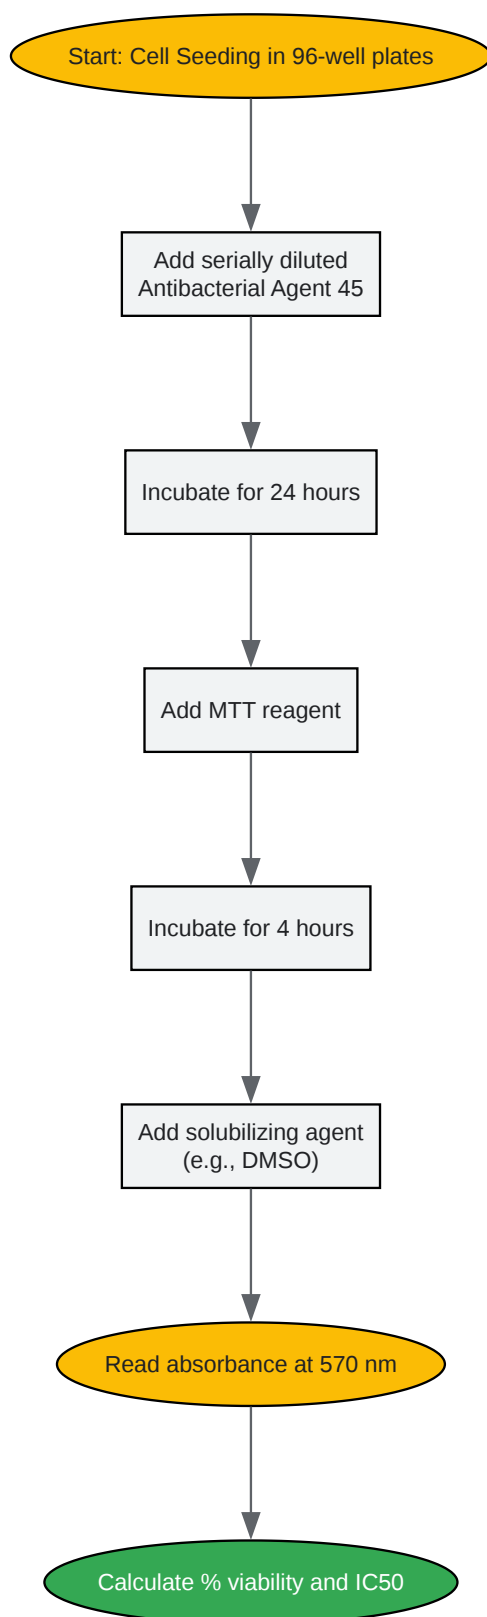 Start: Cell Seeding in 96-well plates
Add serially diluted
Antibacterial Agent 45
Incubate for 24 hours
Add MTT reagent
Incubate for 4 hours
Add solubilizing agent
(e.g., DMSO)
Read absorbance at 570 nm
Calculate % viability and IC50